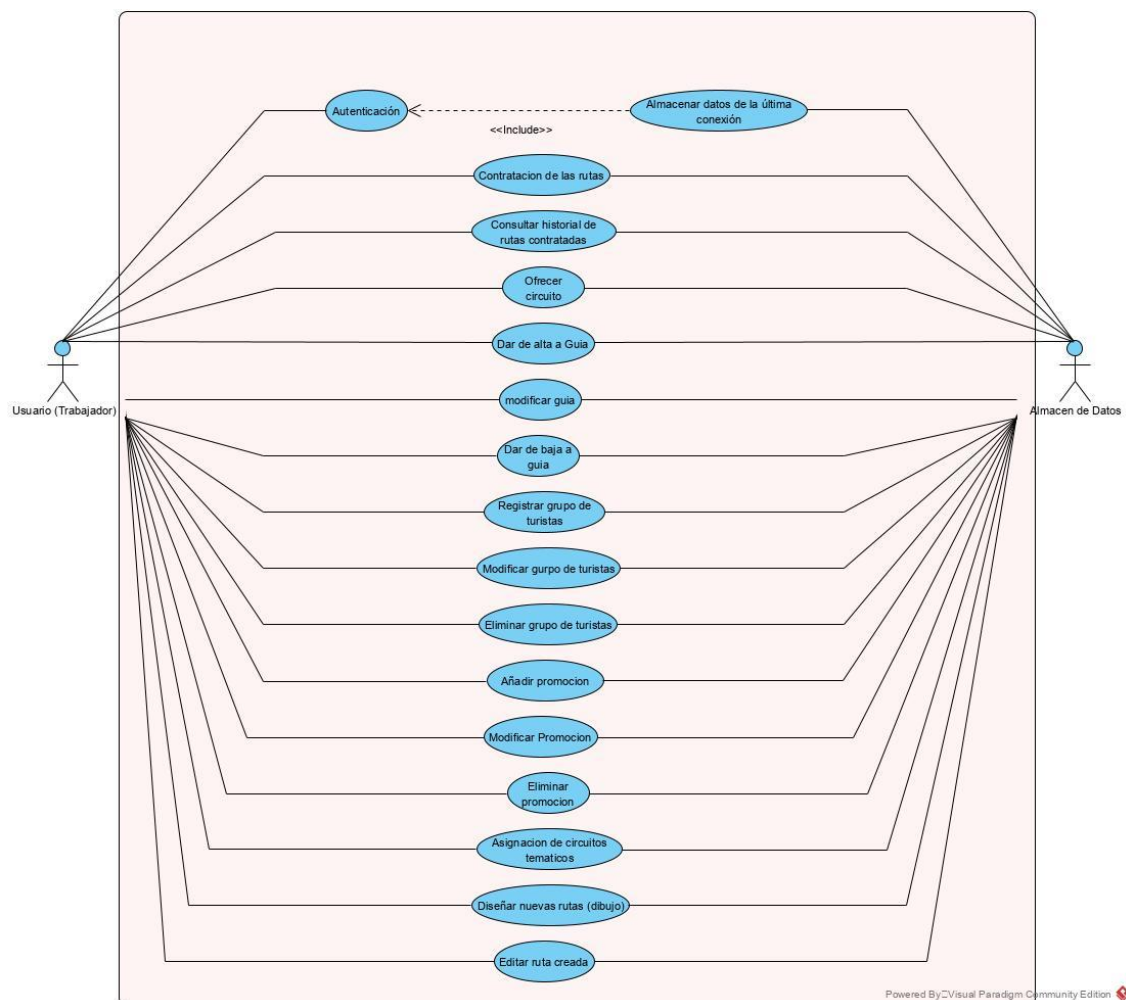 Autenticación
Almacenar datos de la última
conexión
<<Include>>
Contratacion de las rutas
Consultar historial de
rutas contratadas
Ofrecer
circuito
Dar de alta a Guia
Usuario (Trabajador)
modificar guia
Almacen de Datos
Dar de baja a
guia
Registrar grupo de
turistas
Modificar gurpo de turistas
Eliminar grupo de turistas
Añadir promocion
Modificar Promocion
Eliminar
promocion
Asignacion de circuitos
tematicos
Diseñar nuevas rutas (dibujo)
Editar ruta creada
Powered By Visual Paradigm Community Edition